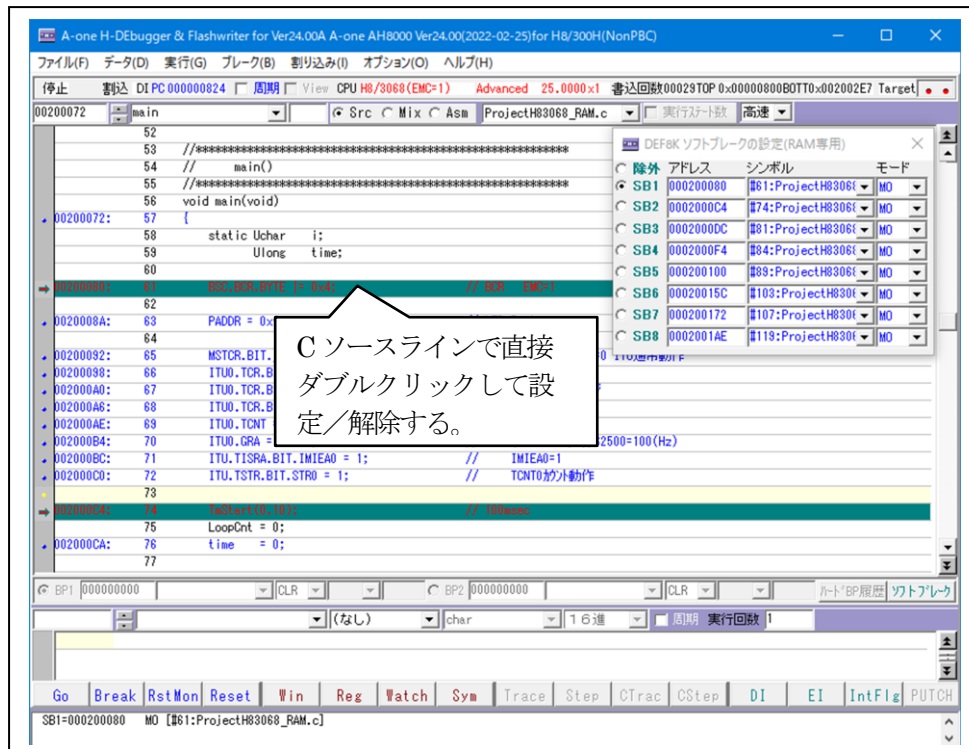 A-one H-DEbugger & Flashwriter for Ver24.00A A-one AH8000 Ver24.00(2022-02-25)for H8/300H(NonPBC)
ファイル(F) データ(D) 実行(G) ブレーク(B) 割り込み(I) オプション(O) ヘルプ(H)
停止 割込 DI PC 000000824 周期 View CPU H8/3068(EMC=1) Advanced 25.0000x1 書込回数00029TOP 0x00000800BOTT0x002002E7 Target
00200072 main Src Mix Asm ProjectH83068_RAM.c 実行ステート数 高速
52
53 //****************************************************************
54 // main()
55 //****************************************************************
56 void main(void)
00200072: 57 {
58 static Uchar i;
59 Ulong time;
60
00200080: 61 BSC.BCR.BYTE |= 0x4; // BCR EMC=1
62
0020008A: 63 PADDR = 0x
64
00200092: 65 MSTCR.BIT.
00200098: 66 ITU0.TCR.B
002000A0: 67 ITU0.TCR.B
002000A6: 68 ITU0.TCR.B
002000AE: 69 ITU0.TCNT =
002000B4: 70 ITU0.GRA = 2500=100(Hz)
002000BC: 71 ITU.TISRA.BIT.IMIEA0 = 1; // IMIEA0=1
002000C0: 72 ITU.TSTR.BIT.STR0 = 1; // TCNT0カウント動作
73
002000C4: 74 TmStart(0,10); // 100msec
75 LoopCnt = 0;
002000CA: 76 time = 0;
77
DEF8K ソフトブレークの設定(RAM専用)
除外 アドレス シンボル モード
SB1 000200080 #61:ProjectH8306 MO
SB2 0002000C4 #74:ProjectH8306 MO
SB3 0002000DC #81:ProjectH8306 MO
SB4 0002000F4 #84:ProjectH8306 MO
SB5 000200100 #89:ProjectH8306 MO
SB6 00020015C #103:ProjectH8306 MO
SB7 000200172 #107:ProjectH8306 MO
SB8 0002001AE #119:ProjectH8306 MO
Cソースラインで直接
ダブルクリックして設
定／解除する。
BP1 000000000 CLR BP2 000000000 CLR ハードBP履歴 ソフトブレーク
(なし) char 16進 周期 実行回数 1
Go Break RstMon Reset Win Reg Watch Sym Trace Step CTrac CStep DI EI IntFlg PUTCH
SB1=000200080 MO [#61:ProjectH83068_RAM.c]